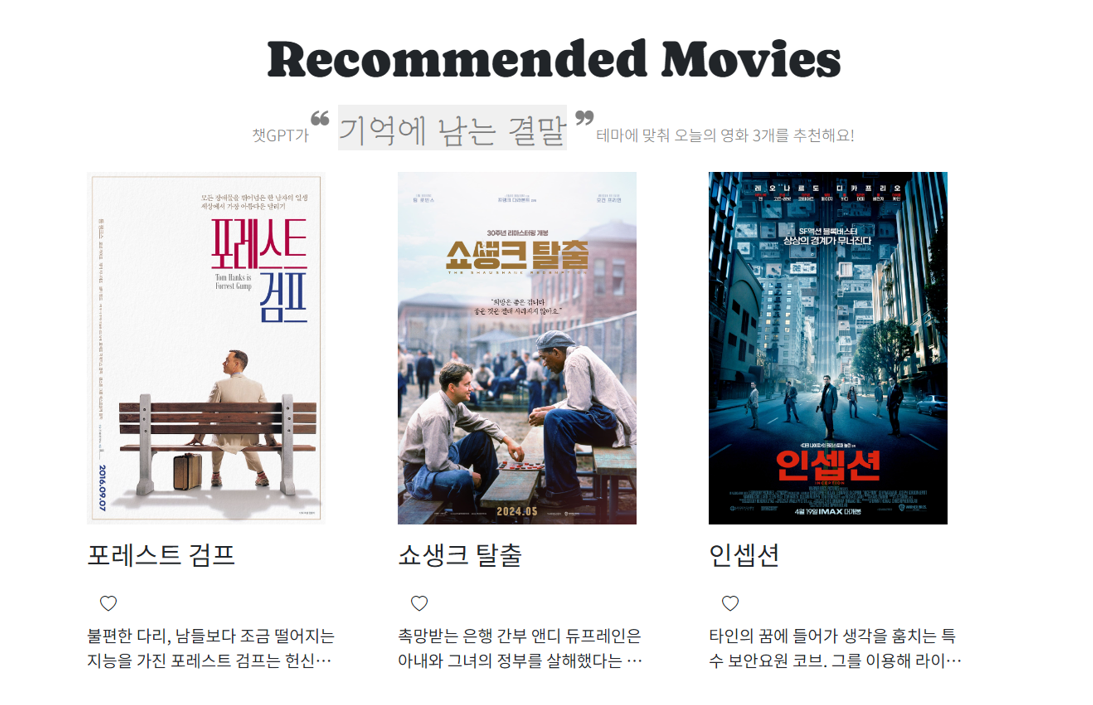 Recommended Movies
챗GPT가 “ 기억에 남는 결말 ” 테마에 맞춰 오늘의 영화 3개를 추천해요!
모든 장애물을 뛰어넘은 한 남자의 일생
세상에서 가장 아름다운 달리기
포레스트
Tom Hanks is
Forrest Gump
검프
2016.09.07
30주년 리마스터링 개봉
쇼생크 탈출
"희망은 좋은 겁니다
좋은 것은 절대 사라지지 않아요."
2024.05
레오나르도 디카프리오
SF액션 블록버스터
상상의 경계가 무너진다
인셉션
4월 19일 IMAX 대개봉
포레스트 검프
쇼생크 탈출
인셉션
불편한 다리, 남들보다 조금 떨어지는
지능을 가진 포레스트 검프는 헌신…
촉망받는 은행 간부 앤디 듀프레인은
아내와 그녀의 정부를 살해했다는 …
타인의 꿈에 들어가 생각을 훔치는 특
수 보안요원 코브. 그를 이용해 라이…